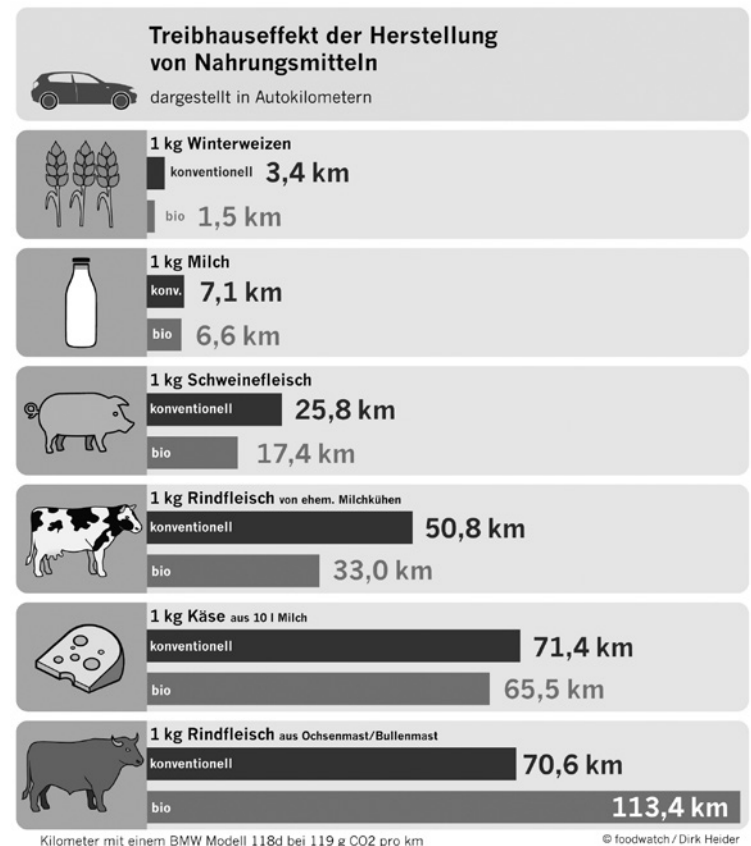 Treibhauseffekt der Herstellung
von Nahrungsmitteln
dargestellt in Autokilometern
1 kg Winterweizen
konventionell 3,4 km
bio 1,5 km
1 kg Milch
konv. 7,1 km
bio 6,6 km
1 kg Schweinefleisch
konventionell 25,8 km
bio 17,4 km
1 kg Rindfleisch von ehem. Milchkühen
konventionell 50,8 km
bio 33,0 km
1 kg Käse aus 10 l Milch
konventionell 71,4 km
bio 65,5 km
1 kg Rindfleisch aus Ochsenmast/Bullenmast
konventionell 70,6 km
bio 113,4 km
Kilometer mit einem BMW Modell 118d bei 119 g CO2 pro km
© foodwatch / Dirk Heider